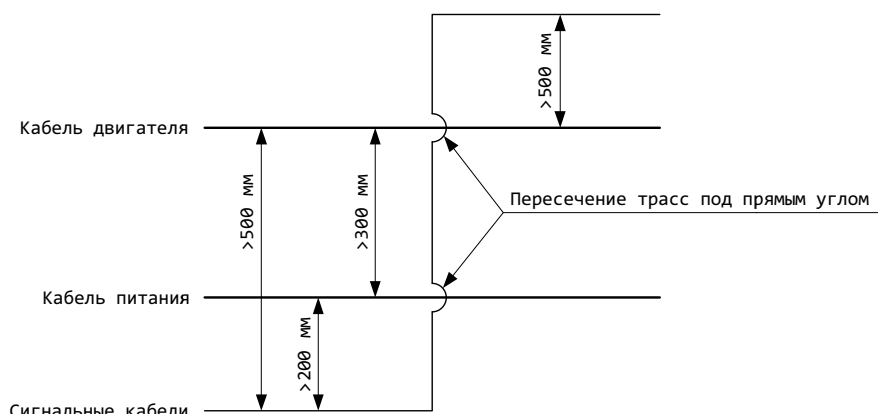 >500 мм
Кабель двигателя
>500 мм
>300 мм
Пересечение трасс под прямым углом
Кабель питания
>200 мм
Сигнальные кабели